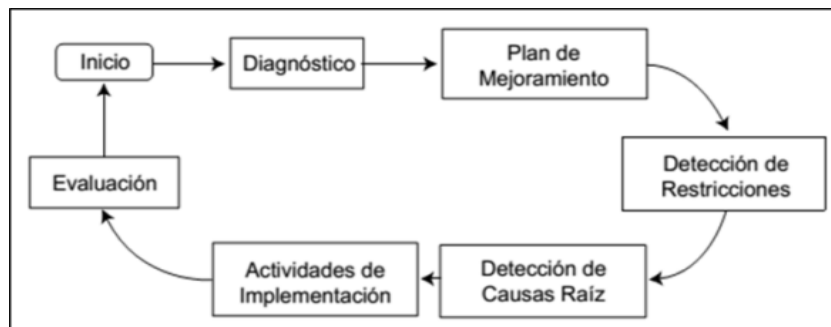 Inicio
Diagnóstico
Plan de
Mejoramiento
Detección de
Restricciones
Detección de
Causas Raíz
Actividades de
Implementación
Evaluación